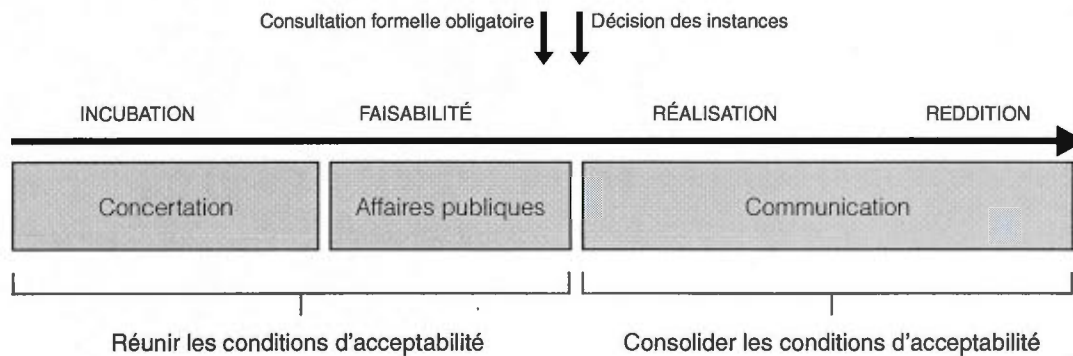 Consultation formelle obligatoire
Décision des instances
INCUBATION
FAISABILITÉ
RÉALISATION
REDDITION
Concertation
Affaires publiques
Communication
Réunir les conditions d'acceptabilité
Consolider les conditions d'acceptabilité